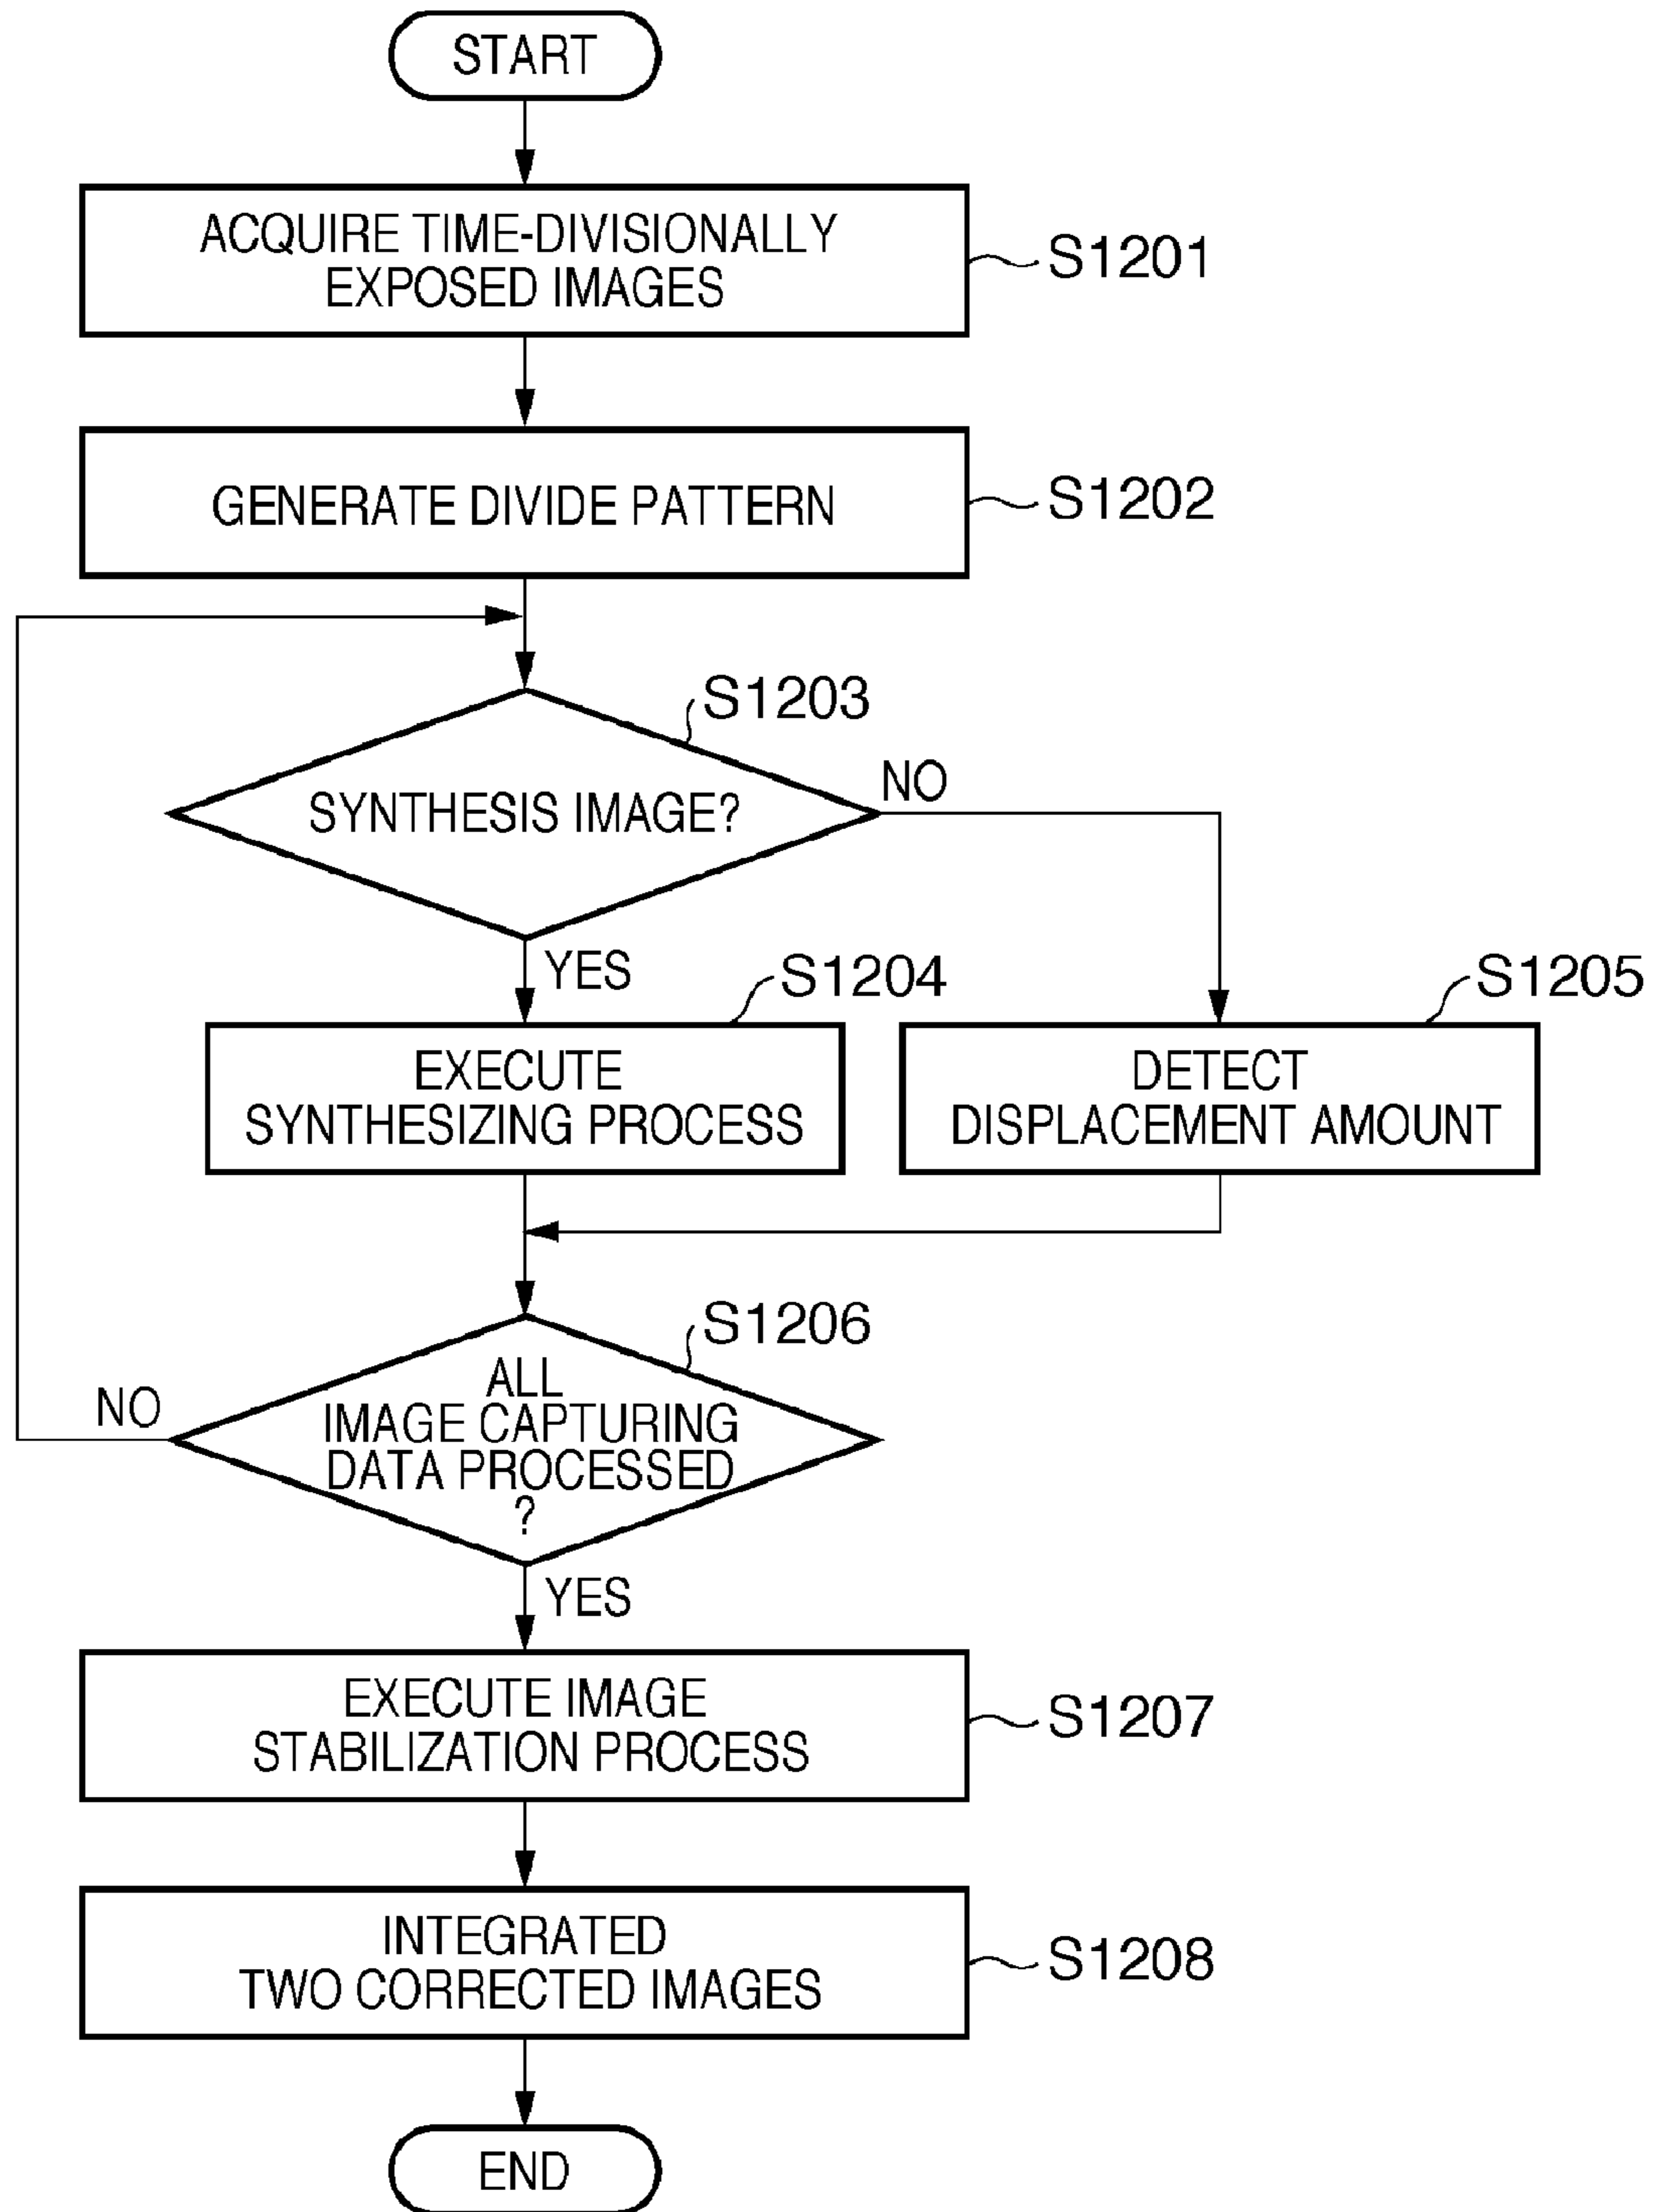 START
ACQUIRE TIME-DIVISIONALLY
EXPOSED IMAGES
S1201
GENERATE DIVIDE PATTERN
S1202
S1203
SYNTHESIS IMAGE?
NO
YES
S1204
EXECUTE
SYNTHESIZING PROCESS
S1205
DETECT
DISPLACEMENT AMOUNT
S1206
ALL
IMAGE CAPTURING
DATA PROCESSED
?
NO
YES
EXECUTE IMAGE
STABILIZATION PROCESS
S1207
INTEGRATED
TWO CORRECTED IMAGES
S1208
END